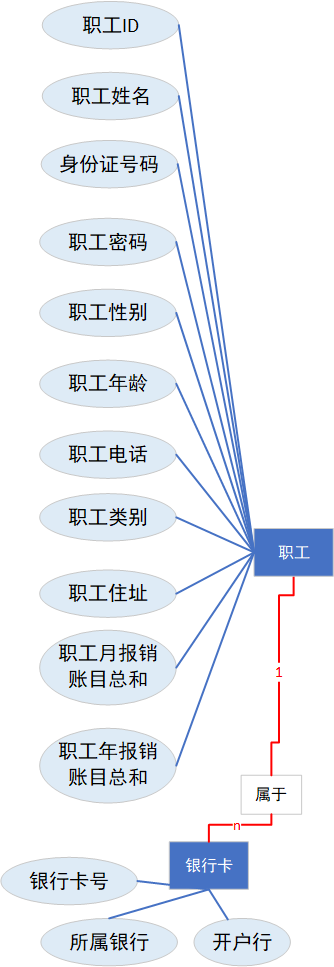 职工ID
职工姓名
身份证号码
职工密码
职工性别
职工年龄
职工电话
职工类别
职工
职工住址
职工月报销
账目总和
1
职工年报销
账目总和
属于
n
银行卡
银行卡号
所属银行
开户行